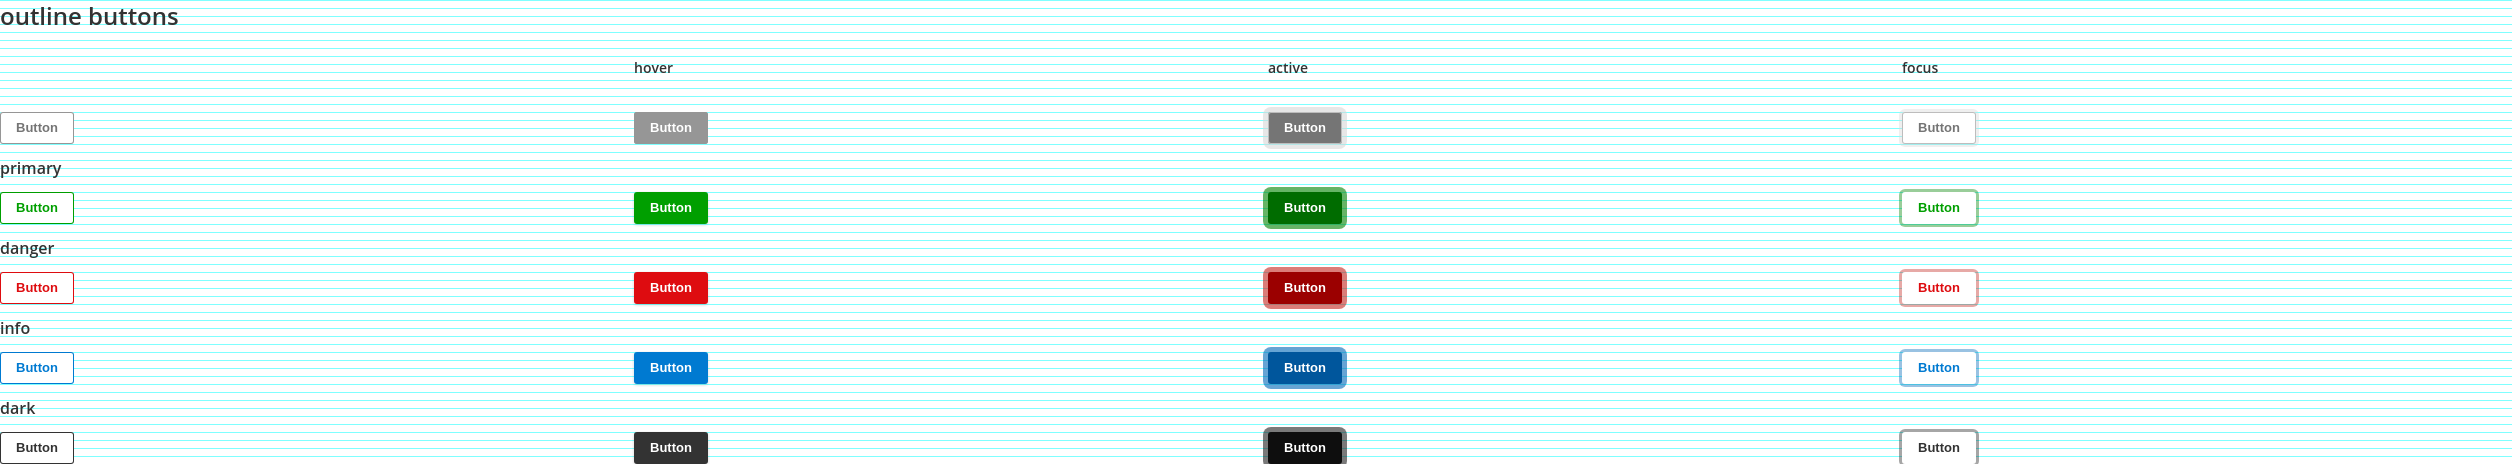 outline buttons
hover active focus
Button Button Button Button
primary
Button Button Button Button
danger
Button Button Button Button
info
Button Button Button Button
dark
Button Button Button Button